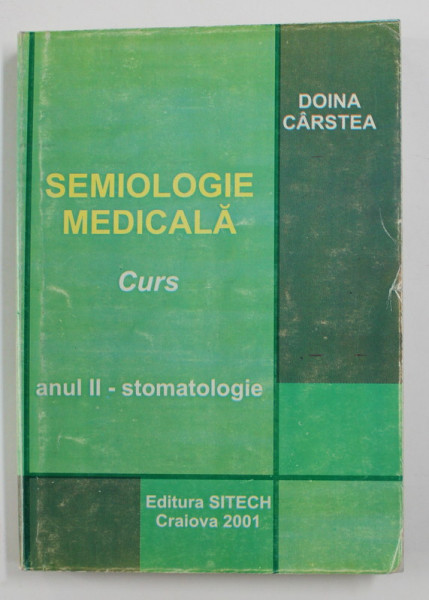 DOINA
CÂRSTEA
SEMIOLOGIE
MEDICALĂ
Curs
anul II - stomatologie
Editura SITECH
Craiova 2001